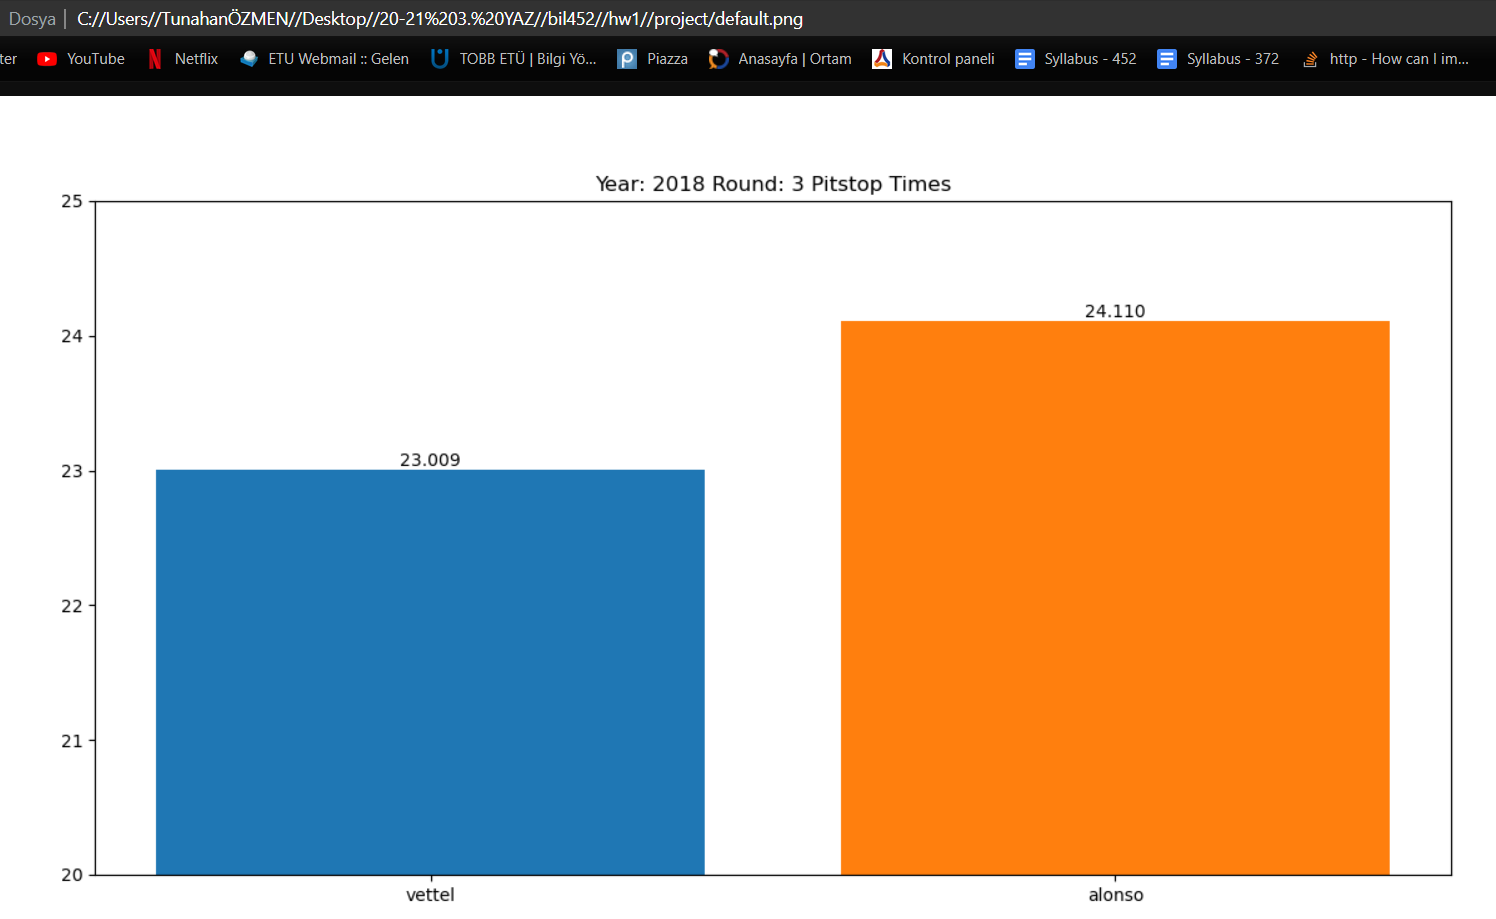 Dosya | C://Users//TunahanÖZMEN//Desktop//20-21%203.%20YAZ//bil452//hw1//project/default.png
ter YouTube Netflix ETU Webmail :: Gelen TOBB ETÜ | Bilgi Yö... Piazza Anasayfa | Ortam Kontrol paneli Syllabus - 452 Syllabus - 372 http - How can I im...
Year: 2018 Round: 3 Pitstop Times
25
24.110
24
23.009
23
22
21
20
vettel alonso